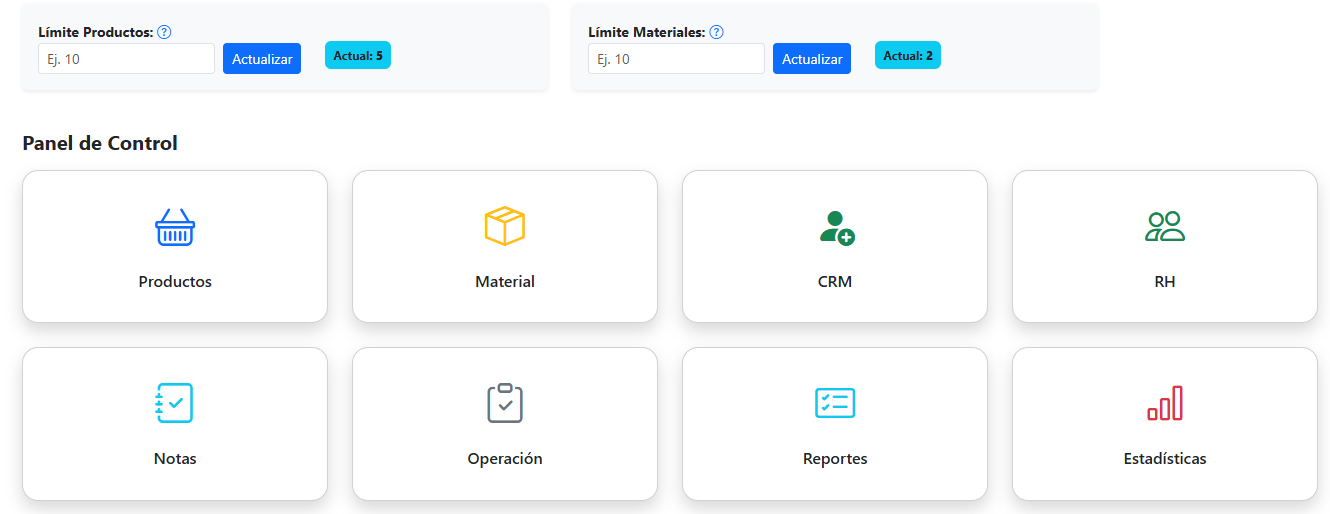 Límite Productos: ?
Ej. 10 Actualizar Actual: 5
Límite Materiales: ?
Ej. 10 Actualizar Actual: 2
Panel de Control
Productos Material CRM RH
Notas Operación Reportes Estadísticas